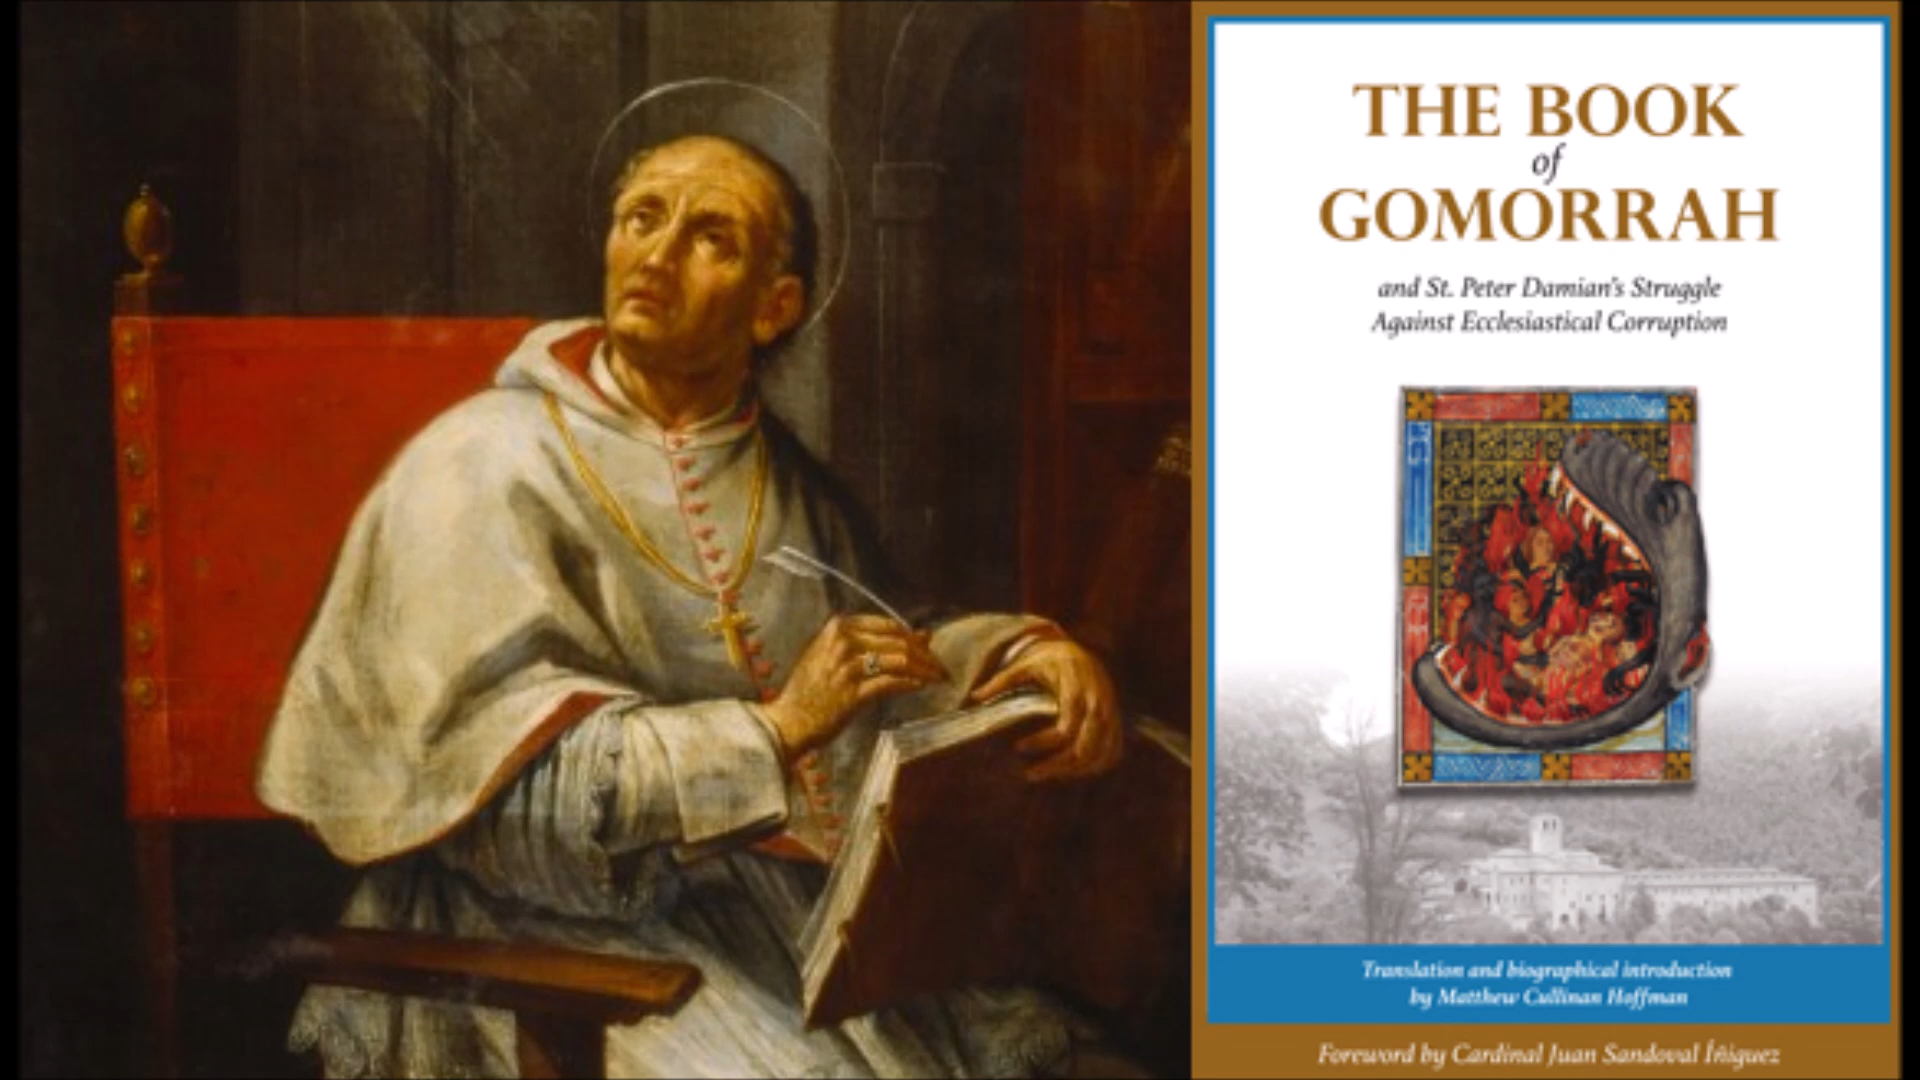 THE BOOK
of
GOMORRAH
and St. Peter Damian's Struggle
Against Ecclesiastical Corruption
Translation and biographical introduction
by Matthew Cullinan Hoffman
Foreword by Cardinal Juan Sandoval Íñiguez